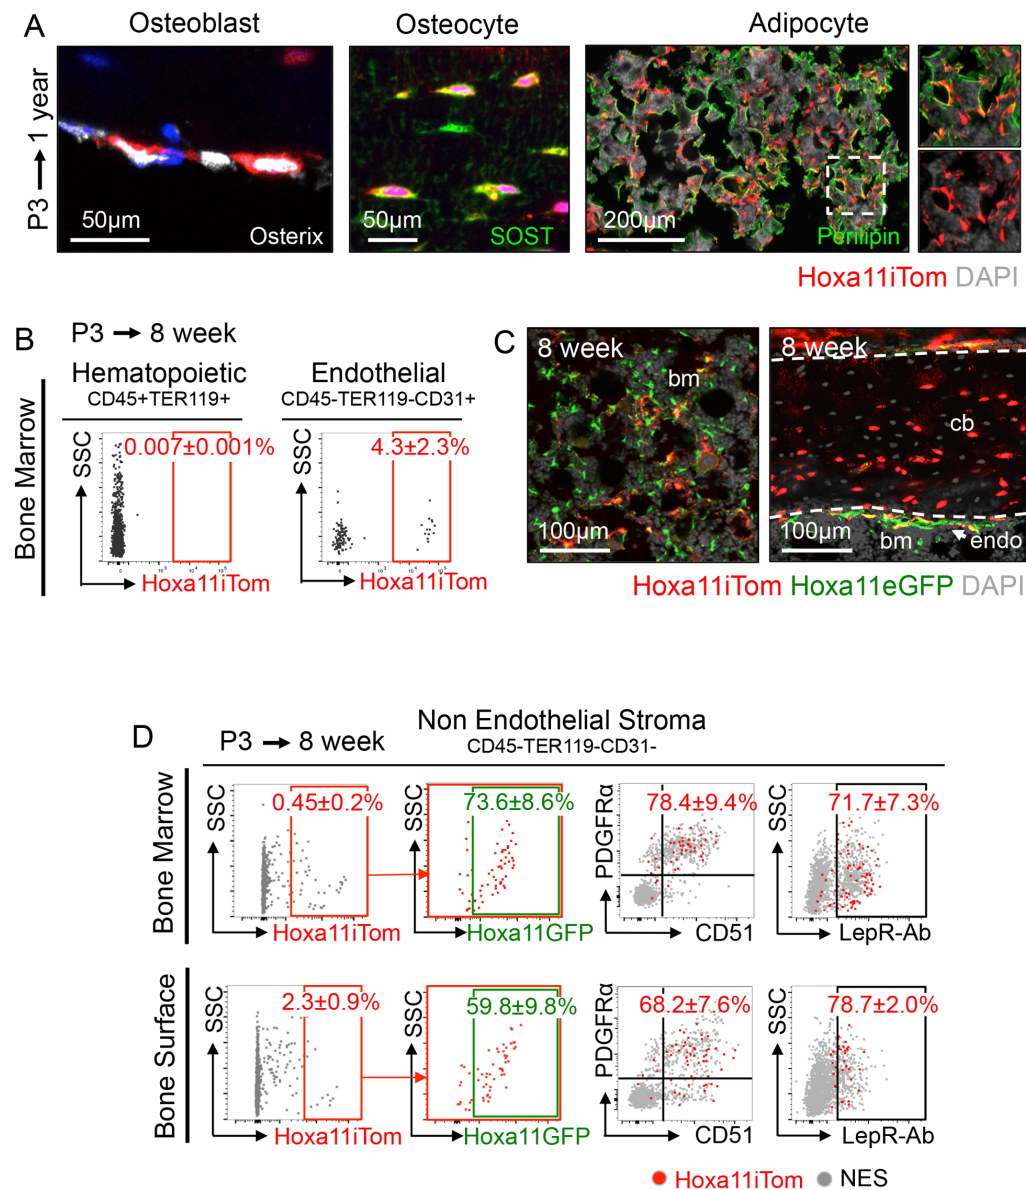 A
Osteoblast
Osteocyte
Adipocyte
P3 → 1 year
50µm
Osterix
50µm
SOST
200µm
Perilipin
Hoxa11iTom DAPI
B
P3 → 8 week
Hematopoietic
CD45+TER119+
Endothelial
CD45-TER119-CD31+
Bone Marrow
SSC
0.007±0.001%
Hoxa11iTom
SSC
4.3±2.3%
Hoxa11iTom
C
8 week
bm
100µm
8 week
cb
100µm
bm
endo
Hoxa11iTom Hoxa11eGFP DAPI
D
P3 → 8 week
Non Endothelial Stroma
CD45-TER119-CD31-
Bone Marrow
SSC
0.45±0.2%
Hoxa11iTom
SSC
73.6±8.6%
Hoxa11GFP
PDGFRα
78.4±9.4%
CD51
SSC
71.7±7.3%
LepR-Ab
Bone Surface
SSC
2.3±0.9%
Hoxa11iTom
SSC
59.8±9.8%
Hoxa11GFP
PDGFRα
68.2±7.6%
CD51
SSC
78.7±2.0%
LepR-Ab
Hoxa11iTom
NES